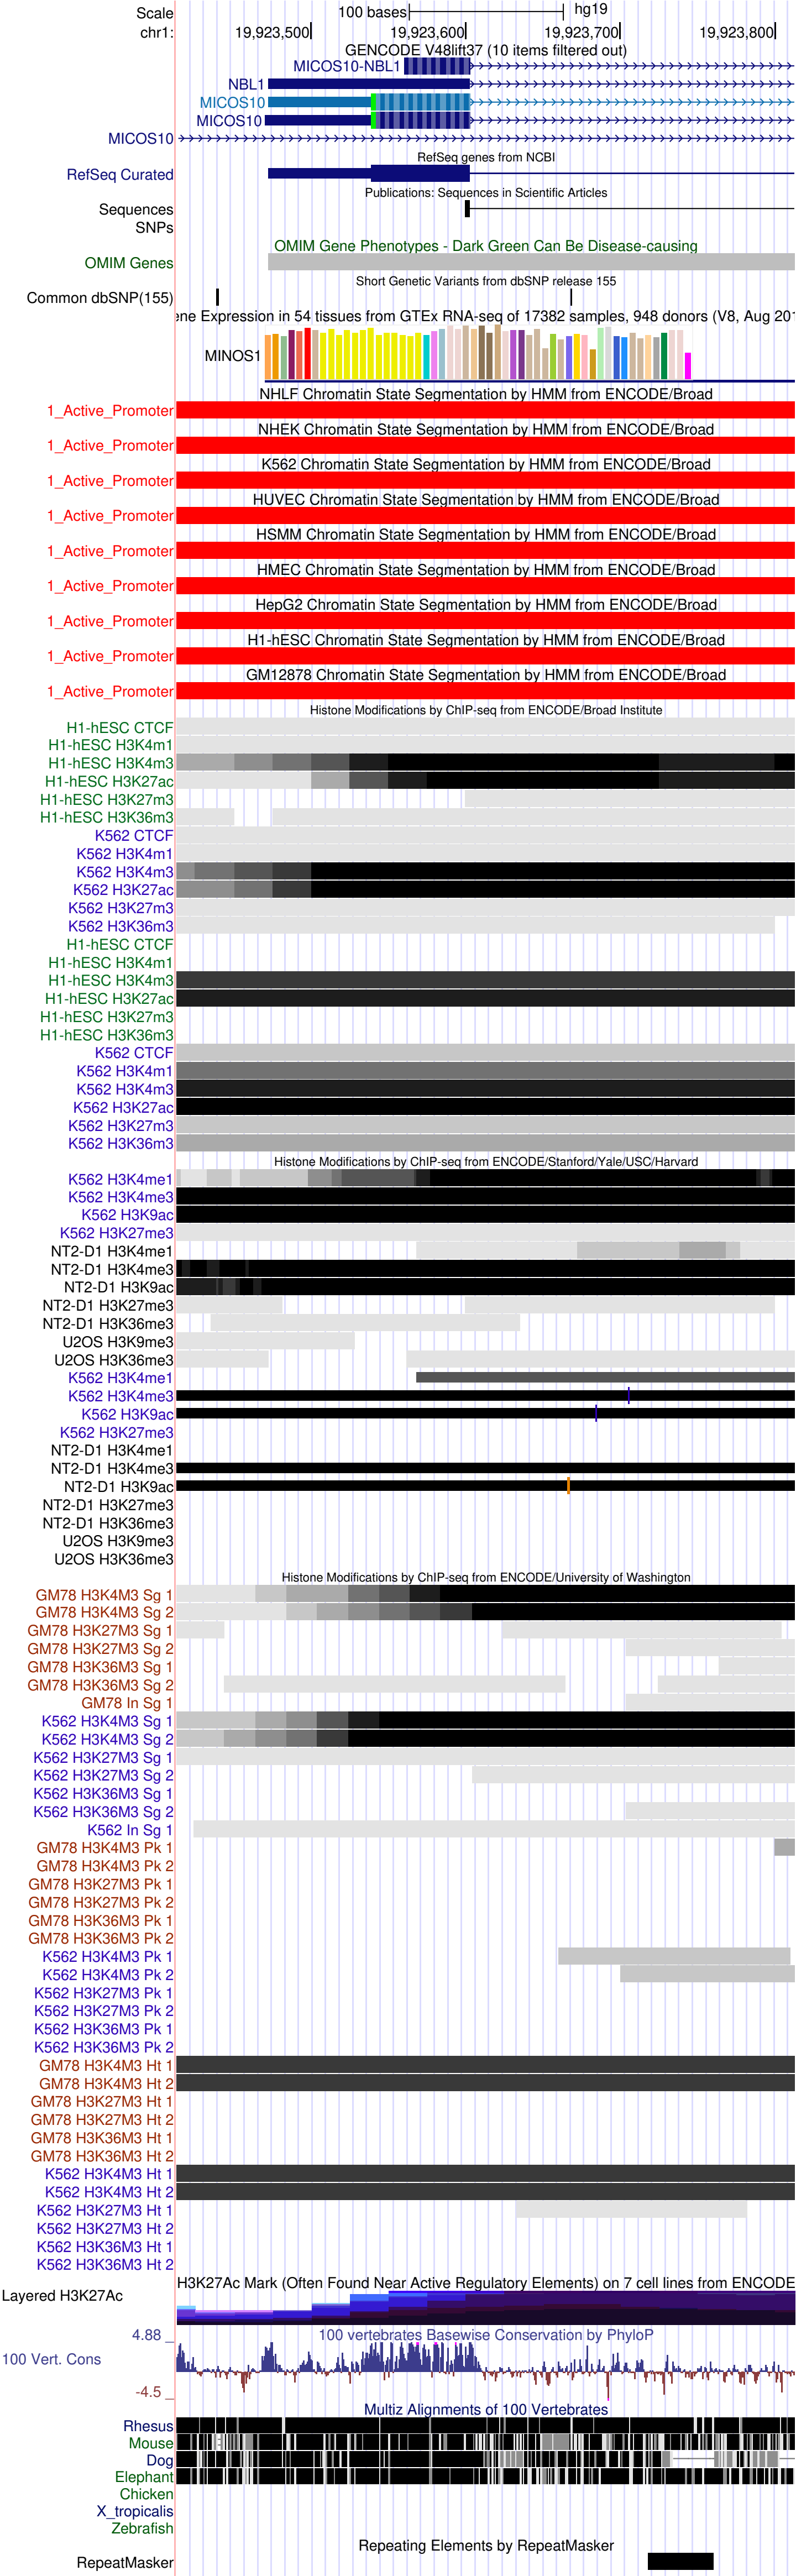 Scale 100 bases hg19
chr1: 19,923,500 19,923,600 19,923,700 19,923,800
GENCODE V48lift37 (10 items filtered out)
MICOS10-NBL1
NBL1
MICOS10
MICOS10
MICOS10
RefSeq genes from NCBI
RefSeq Curated
Publications: Sequences in Scientific Articles
Sequences
SNPs
OMIM Gene Phenotypes - Dark Green Can Be Disease-causing
OMIM Genes
Short Genetic Variants from dbSNP release 155
Common dbSNP(155)
ene Expression in 54 tissues from GTEx RNA-seq of 17382 samples, 948 donors (V8, Aug 201
MINOS1
NHLF Chromatin State Segmentation by HMM from ENCODE/Broad
1_Active_Promoter
NHEK Chromatin State Segmentation by HMM from ENCODE/Broad
1_Active_Promoter
K562 Chromatin State Segmentation by HMM from ENCODE/Broad
1_Active_Promoter
HUVEC Chromatin State Segmentation by HMM from ENCODE/Broad
1_Active_Promoter
HSMM Chromatin State Segmentation by HMM from ENCODE/Broad
1_Active_Promoter
HMEC Chromatin State Segmentation by HMM from ENCODE/Broad
1_Active_Promoter
HepG2 Chromatin State Segmentation by HMM from ENCODE/Broad
1_Active_Promoter
H1-hESC Chromatin State Segmentation by HMM from ENCODE/Broad
1_Active_Promoter
GM12878 Chromatin State Segmentation by HMM from ENCODE/Broad
1_Active_Promoter
Histone Modifications by ChIP-seq from ENCODE/Broad Institute
H1-hESC CTCF
H1-hESC H3K4m1
H1-hESC H3K4m3
H1-hESC H3K27ac
H1-hESC H3K27m3
H1-hESC H3K36m3
K562 CTCF
K562 H3K4m1
K562 H3K4m3
K562 H3K27ac
K562 H3K27m3
K562 H3K36m3
H1-hESC CTCF
H1-hESC H3K4m1
H1-hESC H3K4m3
H1-hESC H3K27ac
H1-hESC H3K27m3
H1-hESC H3K36m3
K562 CTCF
K562 H3K4m1
K562 H3K4m3
K562 H3K27ac
K562 H3K27m3
K562 H3K36m3
Histone Modifications by ChIP-seq from ENCODE/Stanford/Yale/USC/Harvard
K562 H3K4me1
K562 H3K4me3
K562 H3K9ac
K562 H3K27me3
NT2-D1 H3K4me1
NT2-D1 H3K4me3
NT2-D1 H3K9ac
NT2-D1 H3K27me3
NT2-D1 H3K36me3
U2OS H3K9me3
U2OS H3K36me3
K562 H3K4me1
K562 H3K4me3
K562 H3K9ac
K562 H3K27me3
NT2-D1 H3K4me1
NT2-D1 H3K4me3
NT2-D1 H3K9ac
NT2-D1 H3K27me3
NT2-D1 H3K36me3
U2OS H3K9me3
U2OS H3K36me3
Histone Modifications by ChIP-seq from ENCODE/University of Washington
GM78 H3K4M3 Sg 1
GM78 H3K4M3 Sg 2
GM78 H3K27M3 Sg 1
GM78 H3K27M3 Sg 2
GM78 H3K36M3 Sg 1
GM78 H3K36M3 Sg 2
GM78 In Sg 1
K562 H3K4M3 Sg 1
K562 H3K4M3 Sg 2
K562 H3K27M3 Sg 1
K562 H3K27M3 Sg 2
K562 H3K36M3 Sg 1
K562 H3K36M3 Sg 2
K562 In Sg 1
GM78 H3K4M3 Pk 1
GM78 H3K4M3 Pk 2
GM78 H3K27M3 Pk 1
GM78 H3K27M3 Pk 2
GM78 H3K36M3 Pk 1
GM78 H3K36M3 Pk 2
K562 H3K4M3 Pk 1
K562 H3K4M3 Pk 2
K562 H3K27M3 Pk 1
K562 H3K27M3 Pk 2
K562 H3K36M3 Pk 1
K562 H3K36M3 Pk 2
GM78 H3K4M3 Ht 1
GM78 H3K4M3 Ht 2
GM78 H3K27M3 Ht 1
GM78 H3K27M3 Ht 2
GM78 H3K36M3 Ht 1
GM78 H3K36M3 Ht 2
K562 H3K4M3 Ht 1
K562 H3K4M3 Ht 2
K562 H3K27M3 Ht 1
K562 H3K27M3 Ht 2
K562 H3K36M3 Ht 1
K562 H3K36M3 Ht 2
H3K27Ac Mark (Often Found Near Active Regulatory Elements) on 7 cell lines from ENCODE
Layered H3K27Ac
100 vertebrates Basewise Conservation by PhyloP
4.88 _
100 Vert. Cons
-4.5 _
Multiz Alignments of 100 Vertebrates
Rhesus
Mouse
Dog
Elephant
Chicken
X_tropicalis
Zebrafish
Repeating Elements by RepeatMasker
RepeatMasker